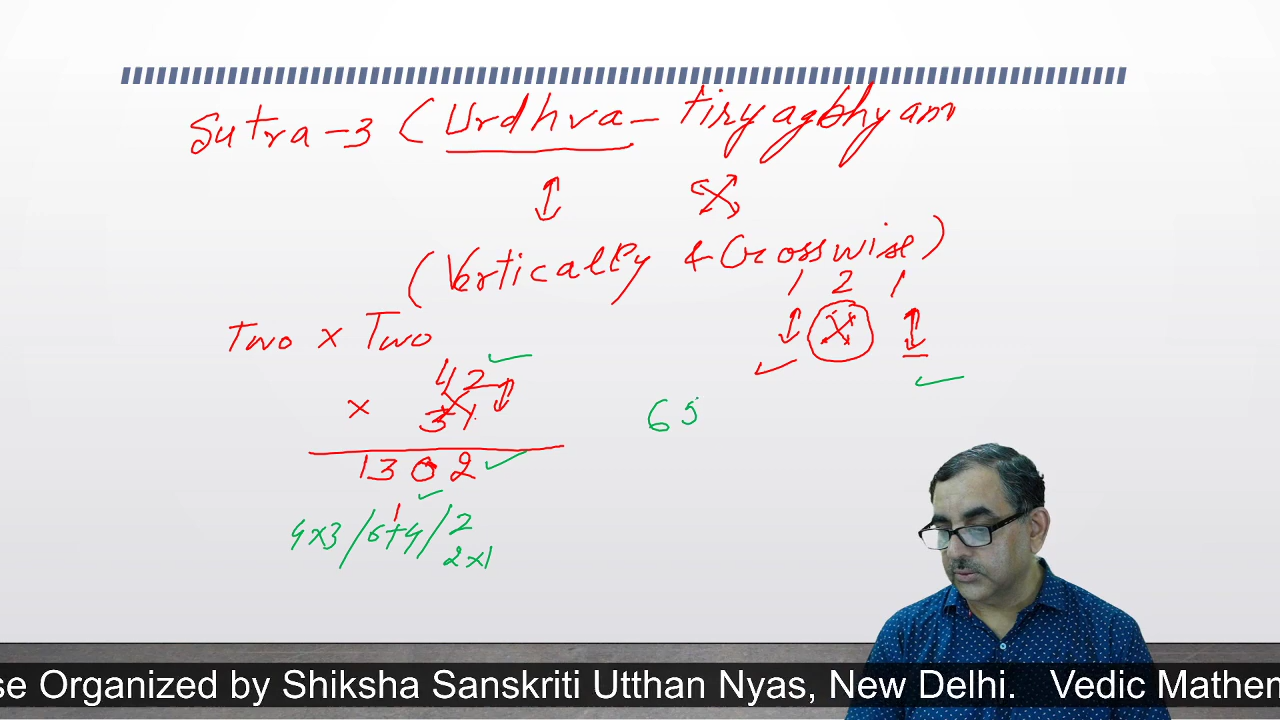 Sutra-3 (Urdhva-tiryagbhyam
(Vertically & Crosswise)
1 2 1
Two x Two
42
x 31
65
1302
4x3/6+4/2
1
2x1
se Organized by Shiksha Sanskriti Utthan Nyas, New Delhi. Vedic Mathem